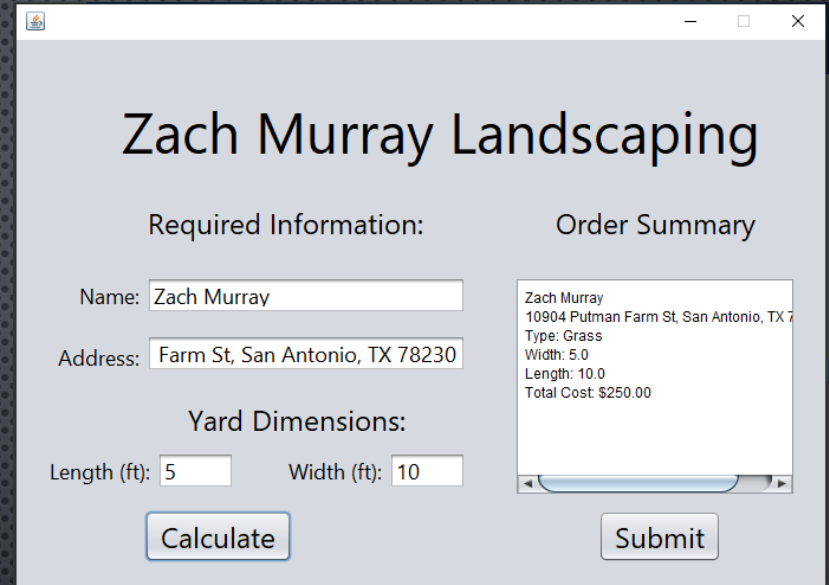 Zach Murray Landscaping
Required Information:
Name: Zach Murray
Address: Farm St, San Antonio, TX 78230
Yard Dimensions:
Length (ft): 5 Width (ft): 10
Calculate
Order Summary
Zach Murray
10904 Putman Farm St, San Antonio, TX 7
Type: Grass
Width: 5.0
Length: 10.0
Total Cost: $250.00
Submit